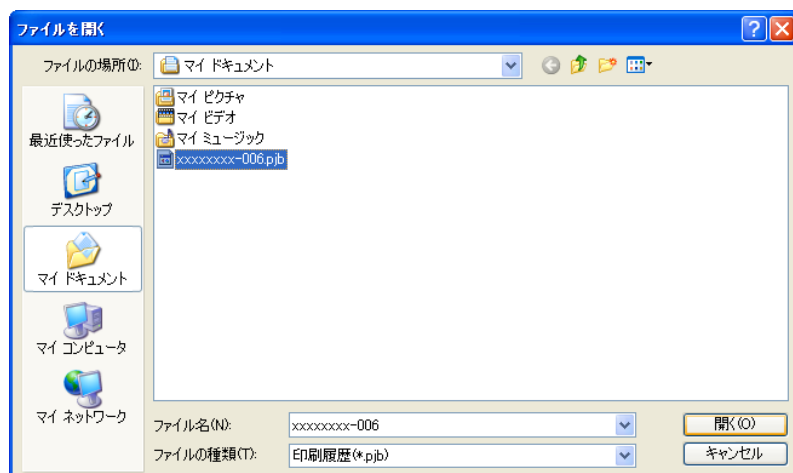 ファイルを開く
ファイルの場所(I):
マイ ドキュメント
最近使ったファイル
デスクトップ
マイ ドキュメント
マイ コンピュータ
マイ ネットワーク
マイ ピクチャ
マイ ビデオ
マイ ミュージック
xxxxxxxx-006.pjb
ファイル名(N):
xxxxxxxx-006
開く(O)
ファイルの種類(T):
印刷履歴(*.pjb)
キャンセル